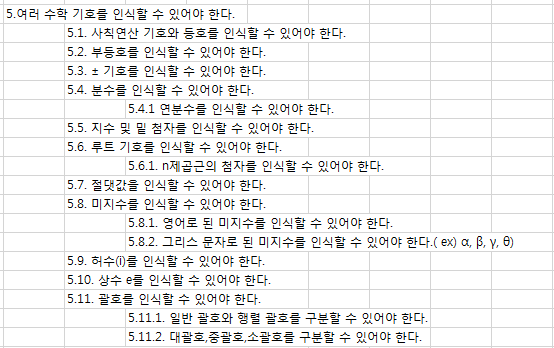 5.여러 수학 기호를 인식할 수 있어야 한다.
5.1. 사칙연산 기호와 등호를 인식할 수 있어야 한다.
5.2. 부등호를 인식할 수 있어야 한다.
5.3. ± 기호를 인식할 수 있어야 한다.
5.4. 분수를 인식할 수 있어야 한다.
5.4.1 연분수를 인식할 수 있어야 한다.
5.5. 지수 및 밑 첨자를 인식할 수 있어야 한다.
5.6. 루트 기호를 인식할 수 있어야 한다.
5.6.1. n제곱근의 첨자를 인식할 수 있어야 한다.
5.7. 절댓값을 인식할 수 있어야 한다.
5.8. 미지수를 인식할 수 있어야 한다.
5.8.1. 영어로 된 미지수를 인식할 수 있어야 한다.
5.8.2. 그리스 문자로 된 미지수를 인식할 수 있어야 한다.( ex) α, β, γ, θ)
5.9. 허수(i)를 인식할 수 있어야 한다.
5.10. 상수 e를 인식할 수 있어야 한다.
5.11. 괄호를 인식할 수 있어야 한다.
5.11.1. 일반 괄호와 행렬 괄호를 구분할 수 있어야 한다.
5.11.2. 대괄호,중괄호,소괄호를 구분할 수 있어야 한다.